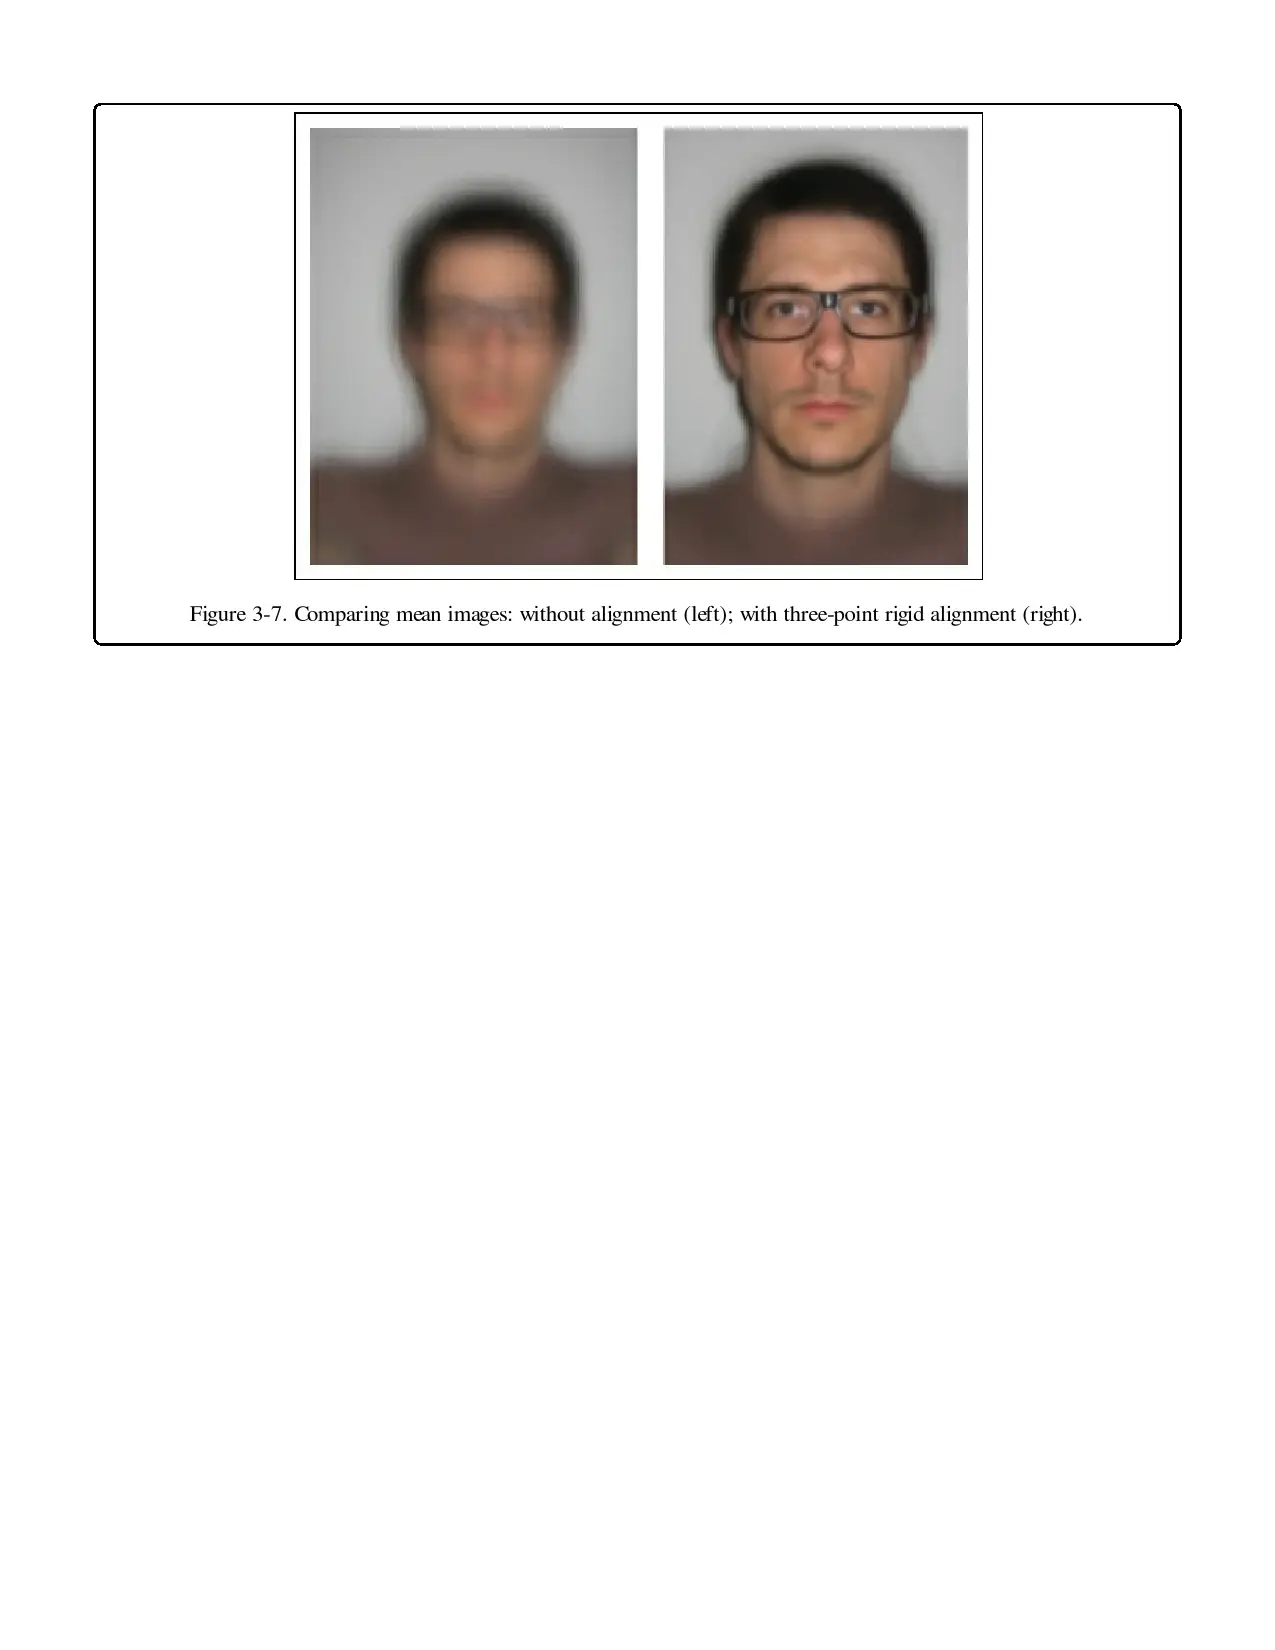 Figure 3-7. Comparing mean images: without alignment (left); with three-point rigid alignment (right).